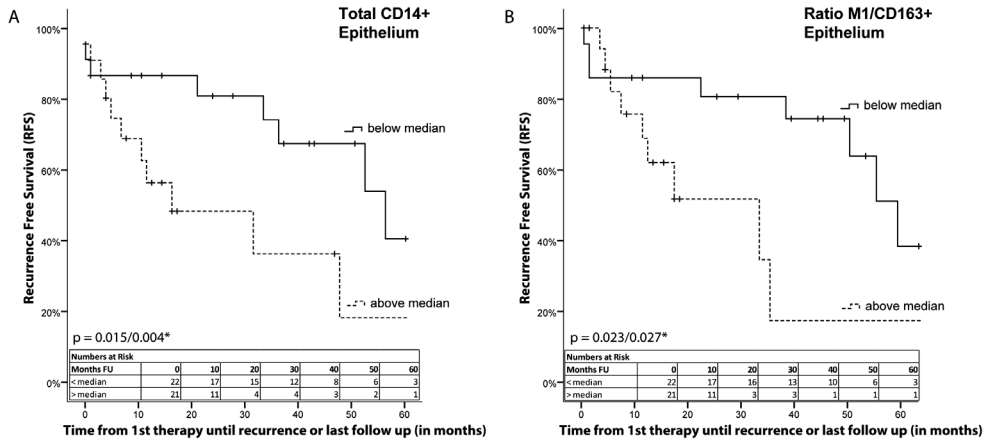 A
Total CD14+
Epithelium
Recurrence Free Survival (RFS)
100%
80%
60%
40%
20%
0%
below median
above median
p = 0.015/0.004*
Numbers at Risk
Months FU 0 10 20 30 40 50 60
< median 22 17 15 12 8 6 3
> median 21 11 4 4 3 2 1
0 10 20 30 40 50 60
Time from 1st therapy until recurrence or last follow up (in months)
B
Ratio M1/CD163+
Epithelium
Recurrence Free Survival (RFS)
100%
80%
60%
40%
20%
0%
below median
above median
p = 0.023/0.027*
Numbers at Risk
Months FU 0 10 20 30 40 50 60
< median 22 17 16 13 10 6 3
> median 21 11 3 3 1 1 1
0 10 20 30 40 50 60
Time from 1st therapy until recurrence or last follow up (in months)